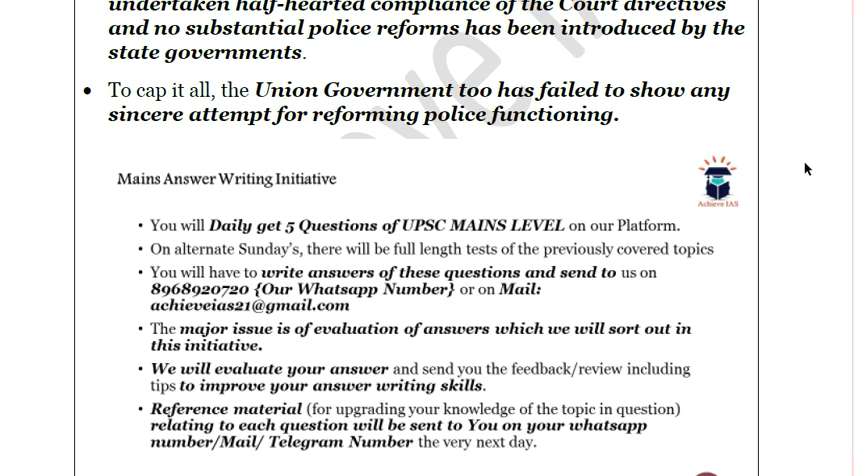 undertaken half-hearted compliance of the Court directives
and no substantial police reforms has been introduced by the
state governments.
• To cap it all, the Union Government too has failed to show any
sincere attempt for reforming police functioning.
Mains Answer Writing Initiative
Achieve IAS
• You will Daily get 5 Questions of UPSC MAINS LEVEL on our Platform.
• On alternate Sunday's, there will be full length tests of the previously covered topics
• You will have to write answers of these questions and send to us on
8968920720 {Our Whatsapp Number} or on Mail:
achieveias21@gmail.com
• The major issue is of evaluation of answers which we will sort out in
this initiative.
• We will evaluate your answer and send you the feedback/review including
tips to improve your answer writing skills.
• Reference material (for upgrading your knowledge of the topic in question)
relating to each question will be sent to You on your whatsapp
number/Mail/ Telegram Number the very next day.